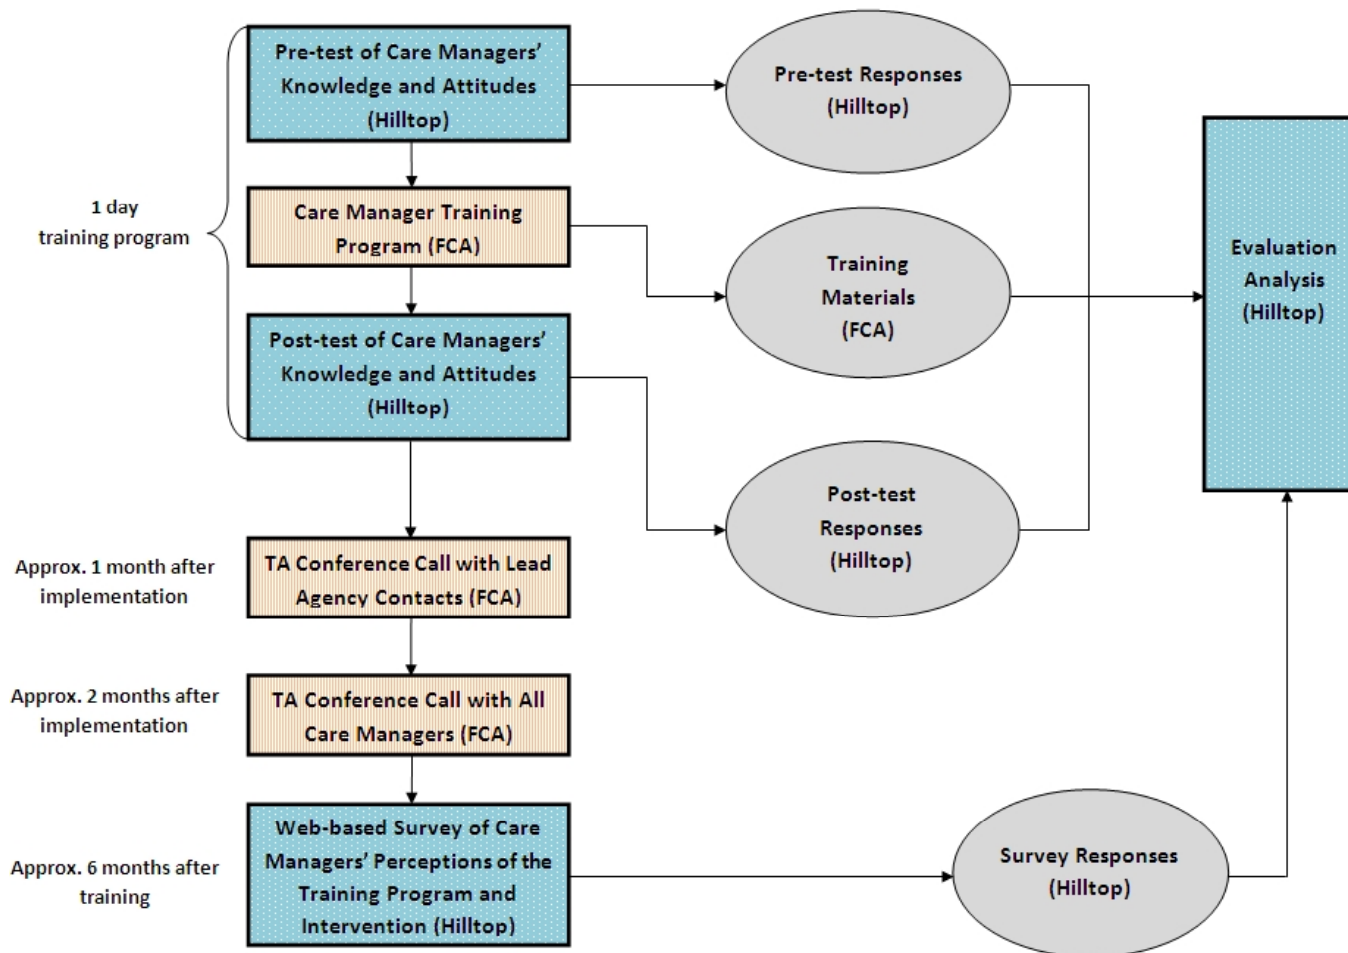 Pre-test of Care Managers'
Knowledge and Attitudes
(Hilltop)
Pre-test Responses
(Hilltop)
1 day
training program
Care Manager Training
Program (FCA)
Training
Materials
(FCA)
Evaluation
Analysis
(Hilltop)
Post-test of Care Managers'
Knowledge and Attitudes
(Hilltop)
Post-test
Responses
(Hilltop)
Approx. 1 month after
implementation
TA Conference Call with Lead
Agency Contacts (FCA)
Approx. 2 months after
implementation
TA Conference Call with All
Care Managers (FCA)
Approx. 6 months after
training
Web-based Survey of Care
Managers' Perceptions of the
Training Program and
Intervention (Hilltop)
Survey Responses
(Hilltop)